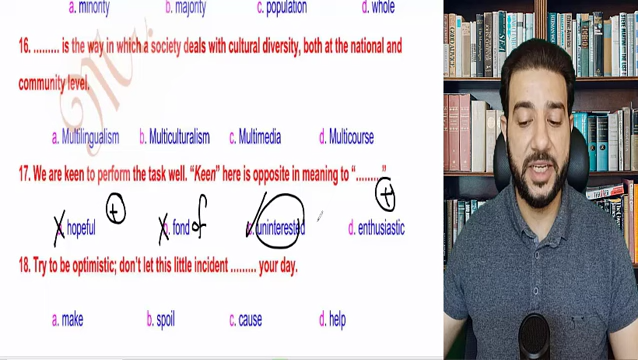 a. minority b. majority c. population d. whole
16. ......... is the way in which a society deals with cultural diversity, both at the national and
community level.
a. Multilingualism b. Multiculturalism c. Multimedia d. Multicourse
17. We are keen to perform the task well. “Keen” here is opposite in meaning to “........”
a. hopeful + b. fond of c. uninterested d. enthusiastic +
18. Try to be optimistic; don’t let this little incident ......... your day.
a. make b. spoil c. cause d. help